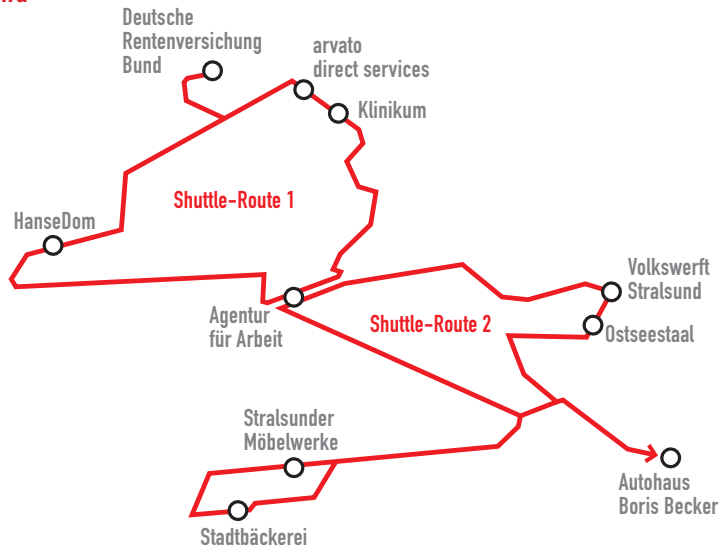 Deutsche
Rentenversichung
Bund
arvato
direct services
Klinikum
Shuttle-Route 1
HanseDom
Agentur
für Arbeit
Volkswerft
Stralsund
Shuttle-Route 2
Ostseestaal
Stralsunder
Möbelwerke
Autohaus
Boris Becker
Stadtbäckerei